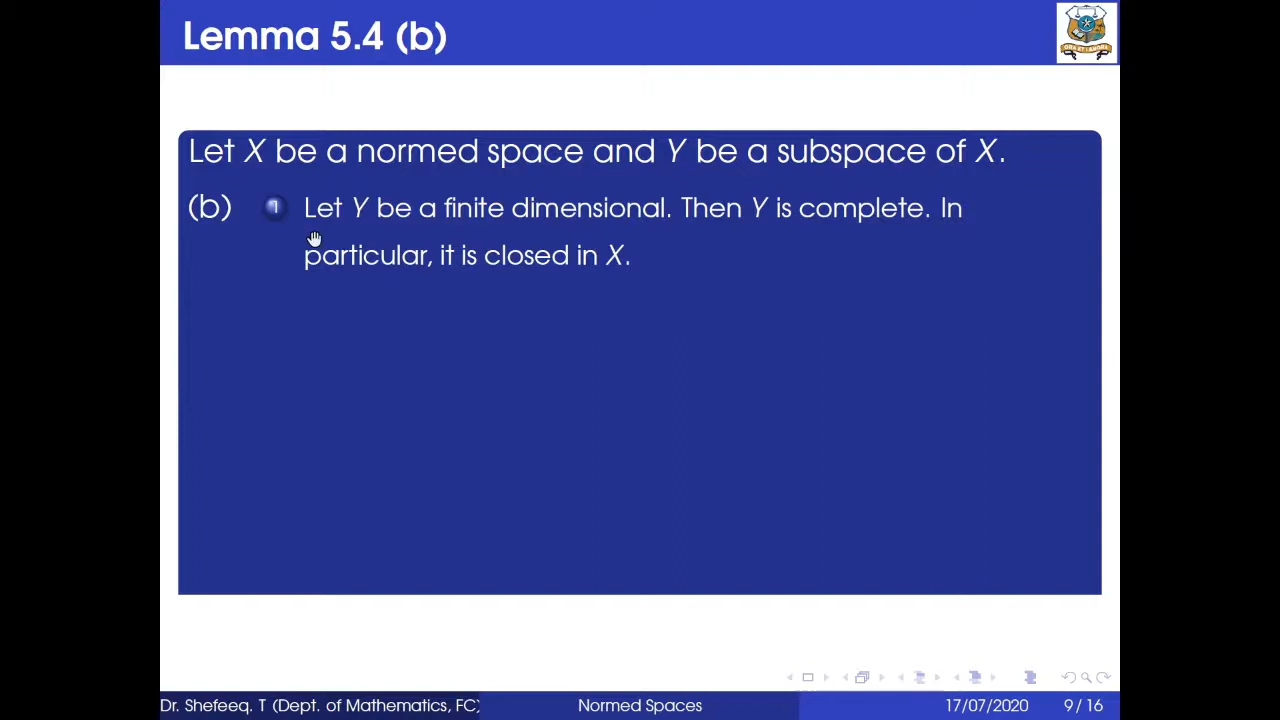 Lemma 5.4 (b)
Let X be a normed space and Y be a subspace of X.
(b) 1 Let Y be a finite dimensional. Then Y is complete. In
particular, it is closed in X.
Dr. Shefeeq. T (Dept. of Mathematics, FC) Normed Spaces 17/07/2020 9 / 16